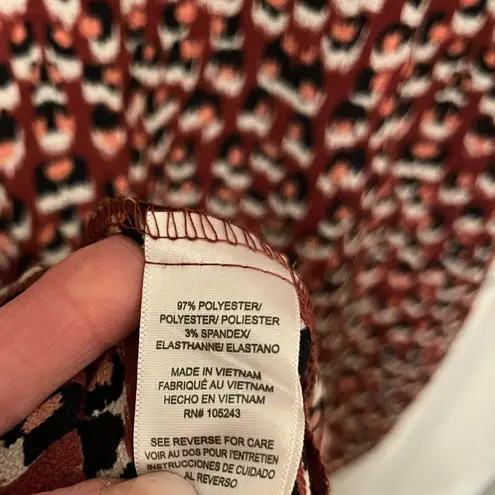 97% POLYESTER/
POLYESTER/ POLIESTER
3% SPANDEX/
ELASTHANNE/ ELASTANO
MADE IN VIETNAM
FABRIQUÉ AU VIETNAM
HECHO EN VIETNAM
RN# 105243
SEE REVERSE FOR CARE
VOIR AU DOS POUR L'ENTRETIEN
INSTRUCCIONES DE CUIDADO
AL REVERSO